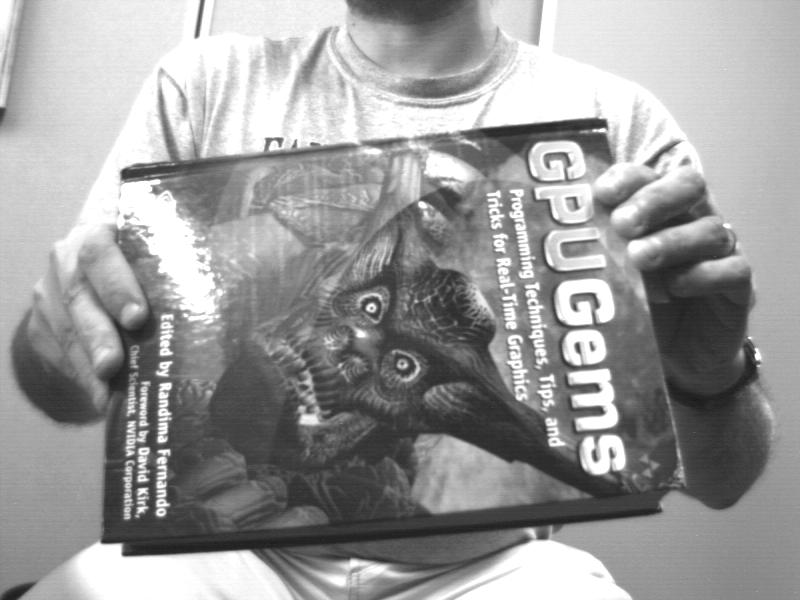 GPU Gems
Programming Techniques, Tips, and
Tricks for Real-Time Graphics
Edited by Randima Fernando
Foreword by David Kirk,
Chief Scientist, NVIDIA Corporation